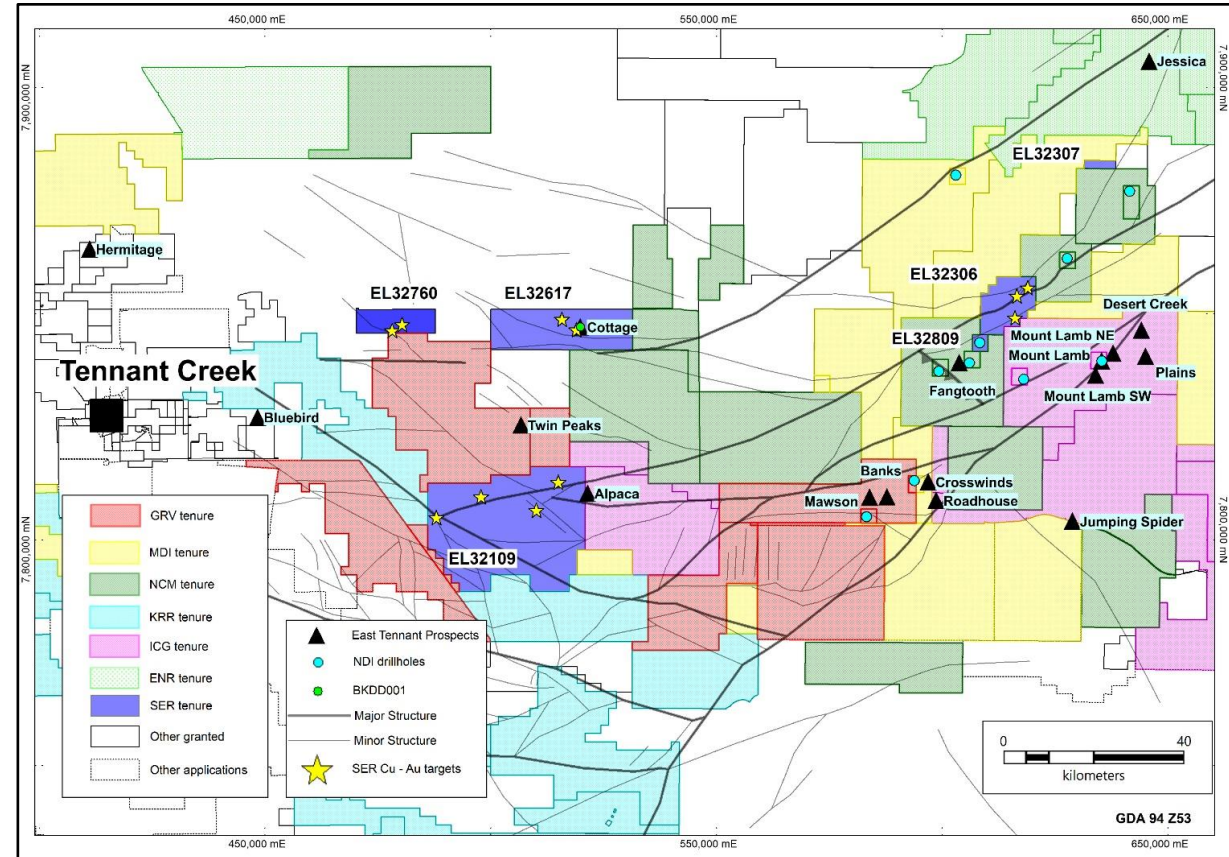 450,000 mE
550,000 mE
650,000 mE
7,900,000 mN
7,900,000 mN
Jessica
EL32307
Hermitage
EL32760
EL32617
EL32306
Cottage
Desert Creek
EL32809
Mount Lamb NE
Mount Lamb
Plains
Tennant Creek
Fangtooth
Mount Lamb SW
Bluebird
Twin Peaks
Banks
Crosswinds
Alpaca
Mawson
Roadhouse
Jumping Spider
7,800,000 mN
7,800,000 mN
EL32109
GRV tenure
MDI tenure
NCM tenure
KRR tenure
ICG tenure
ENR tenure
SER tenure
Other granted
Other applications
East Tennant Prospects
NDI drillholes
BKDD001
Major Structure
Minor Structure
SER Cu - Au targets
0 40
kilometers
GDA 94 Z53
450,000 mE
550,000 mE
650,000 mE